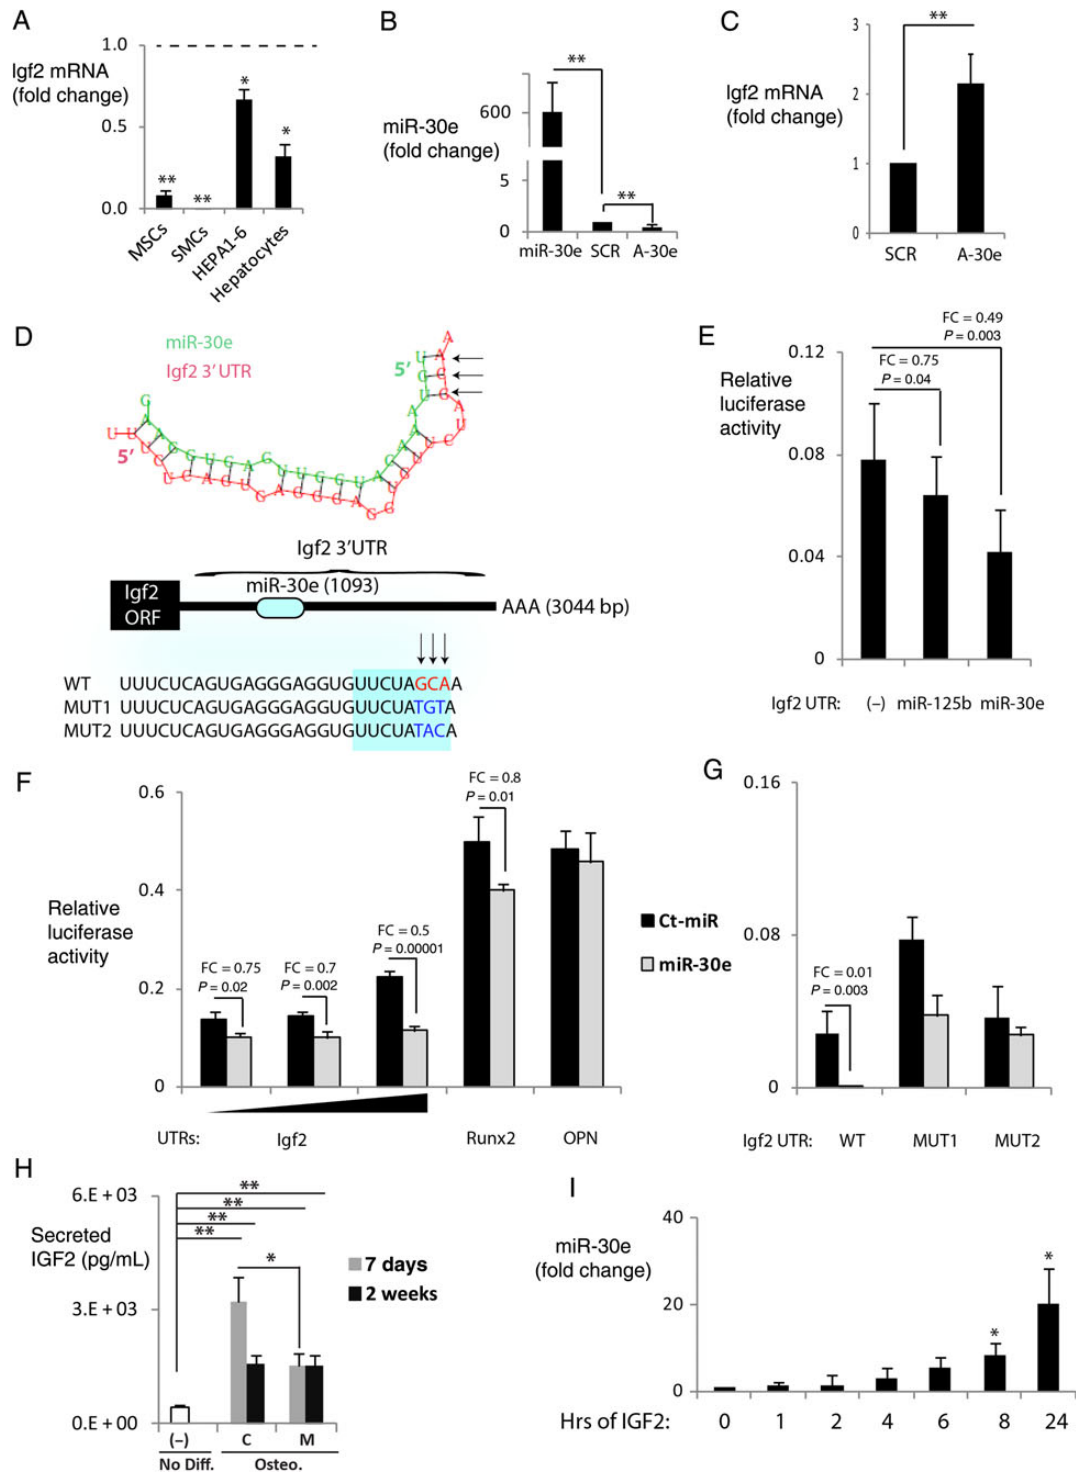 A
Igf2 mRNA
(fold change)
1.0
0.5
0.0
**
**
*
*
MSCs
SMCs
HEPA1-6
Hepatocytes
B
miR-30e
(fold change)
600
5
0
**
**
miR-30e SCR A-30e
C
Igf2 mRNA
(fold change)
3
2
1
0
**
SCR A-30e
D
miR-30e
Igf2 3'UTR
5'
5'
Igf2 3'UTR
Igf2
ORF
miR-30e (1093)
AAA (3044 bp)
WT UUUCUCAGUGAGGGAGGUGUUCUAGCAA
MUT1 UUUCUCAGUGAGGGAGGUGUUCUATGTA
MUT2 UUUCUCAGUGAGGGAGGUGUUCUATACA
E
Relative
luciferase
activity
0.12
0.08
0.04
0
FC = 0.49
P = 0.003
FC = 0.75
P = 0.04
Igf2 UTR: (–) miR-125b miR-30e
F
Relative
luciferase
activity
0.6
0.4
0.2
0
FC = 0.75
P = 0.02
FC = 0.7
P = 0.002
FC = 0.5
P = 0.00001
FC = 0.8
P = 0.01
UTRs: Igf2 Runx2 OPN
Ct-miR
miR-30e
G
0.16
0.08
0
FC = 0.01
P = 0.003
Igf2 UTR: WT MUT1 MUT2
H
Secreted
IGF2 (pg/mL)
6.E + 03
3.E + 03
0.E + 00
**
**
**
**
*
7 days
2 weeks
(–) C M
No Diff. Osteo.
I
miR-30e
(fold change)
40
20
0
*
*
Hrs of IGF2: 0 1 2 4 6 8 24